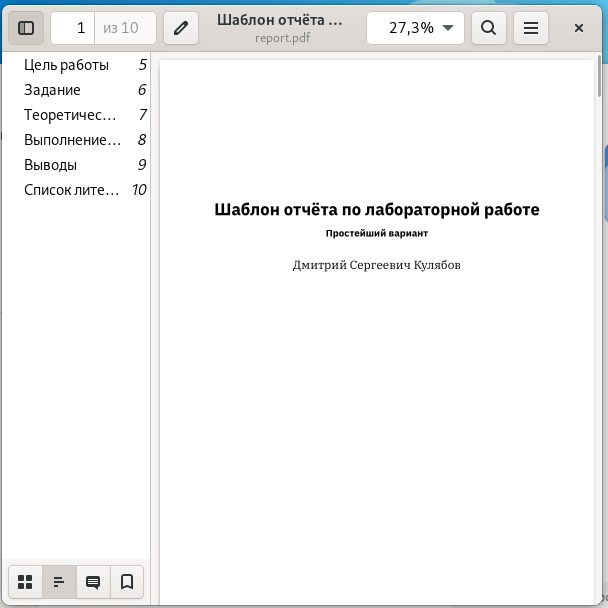 1 из 10
Шаблон отчёта ...
report.pdf
27,3%
Цель работы 5
Задание 6
Теоретичес... 7
Выполнение... 8
Выводы 9
Список лите... 10
Шаблон отчёта по лабораторной работе
Простейший вариант
Дмитрий Сергеевич Кулябов